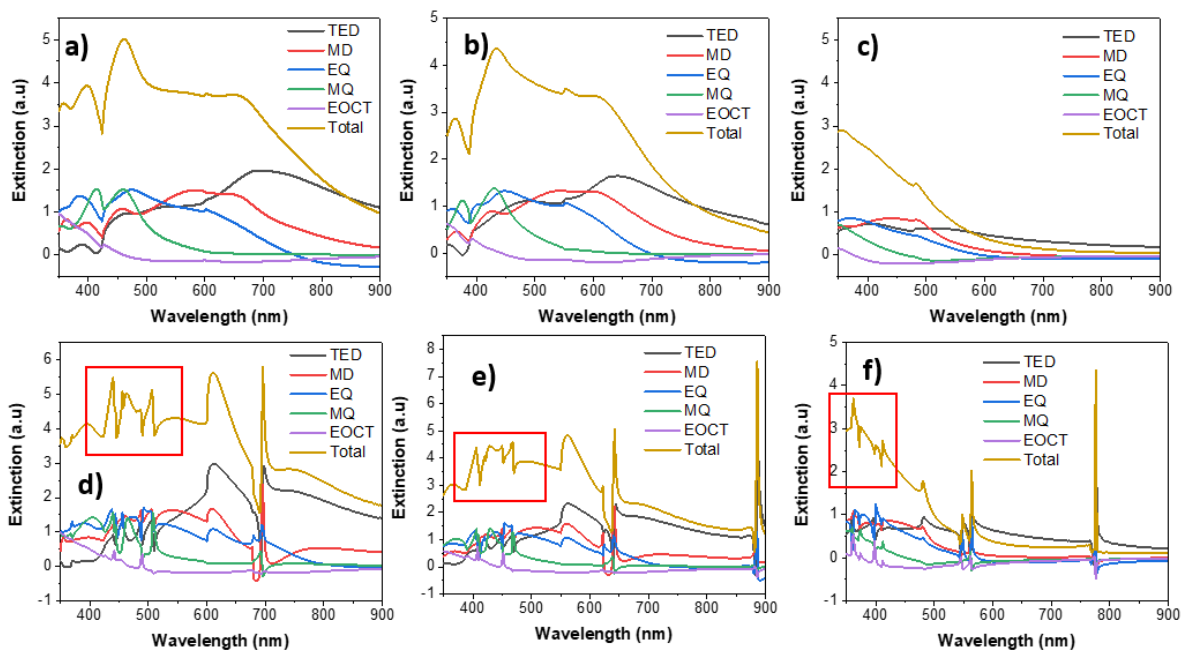 a)
TED
MD
EQ
MQ
EOCT
Total
Extinction (a.u)
5
4
3
2
1
0
400 500 600 700 800 900
Wavelength (nm)
b)
TED
MD
EQ
MQ
EOCT
Total
Extinction (a.u)
5
4
3
2
1
0
400 500 600 700 800 900
Wavelength (nm)
c)
TED
MD
EQ
MQ
EOCT
Total
Extinction (a.u)
5
4
3
2
1
0
400 500 600 700 800 900
Wavelength (nm)
d)
TED
MD
EQ
MQ
EOCT
Total
Extinction (a.u)
6
5
4
3
2
1
0
-1
400 500 600 700 800 900
Wavelength (nm)
e)
TED
MD
EQ
MQ
EOCT
Total
Extinction (a.u)
8
7
6
5
4
3
2
1
0
-1
400 500 600 700 800 900
Wavelength (nm)
f)
TED
MD
EQ
MQ
EOCT
Total
Extinction (a.u)
5
4
3
2
1
0
-1
400 500 600 700 800 900
Wavelength (nm)